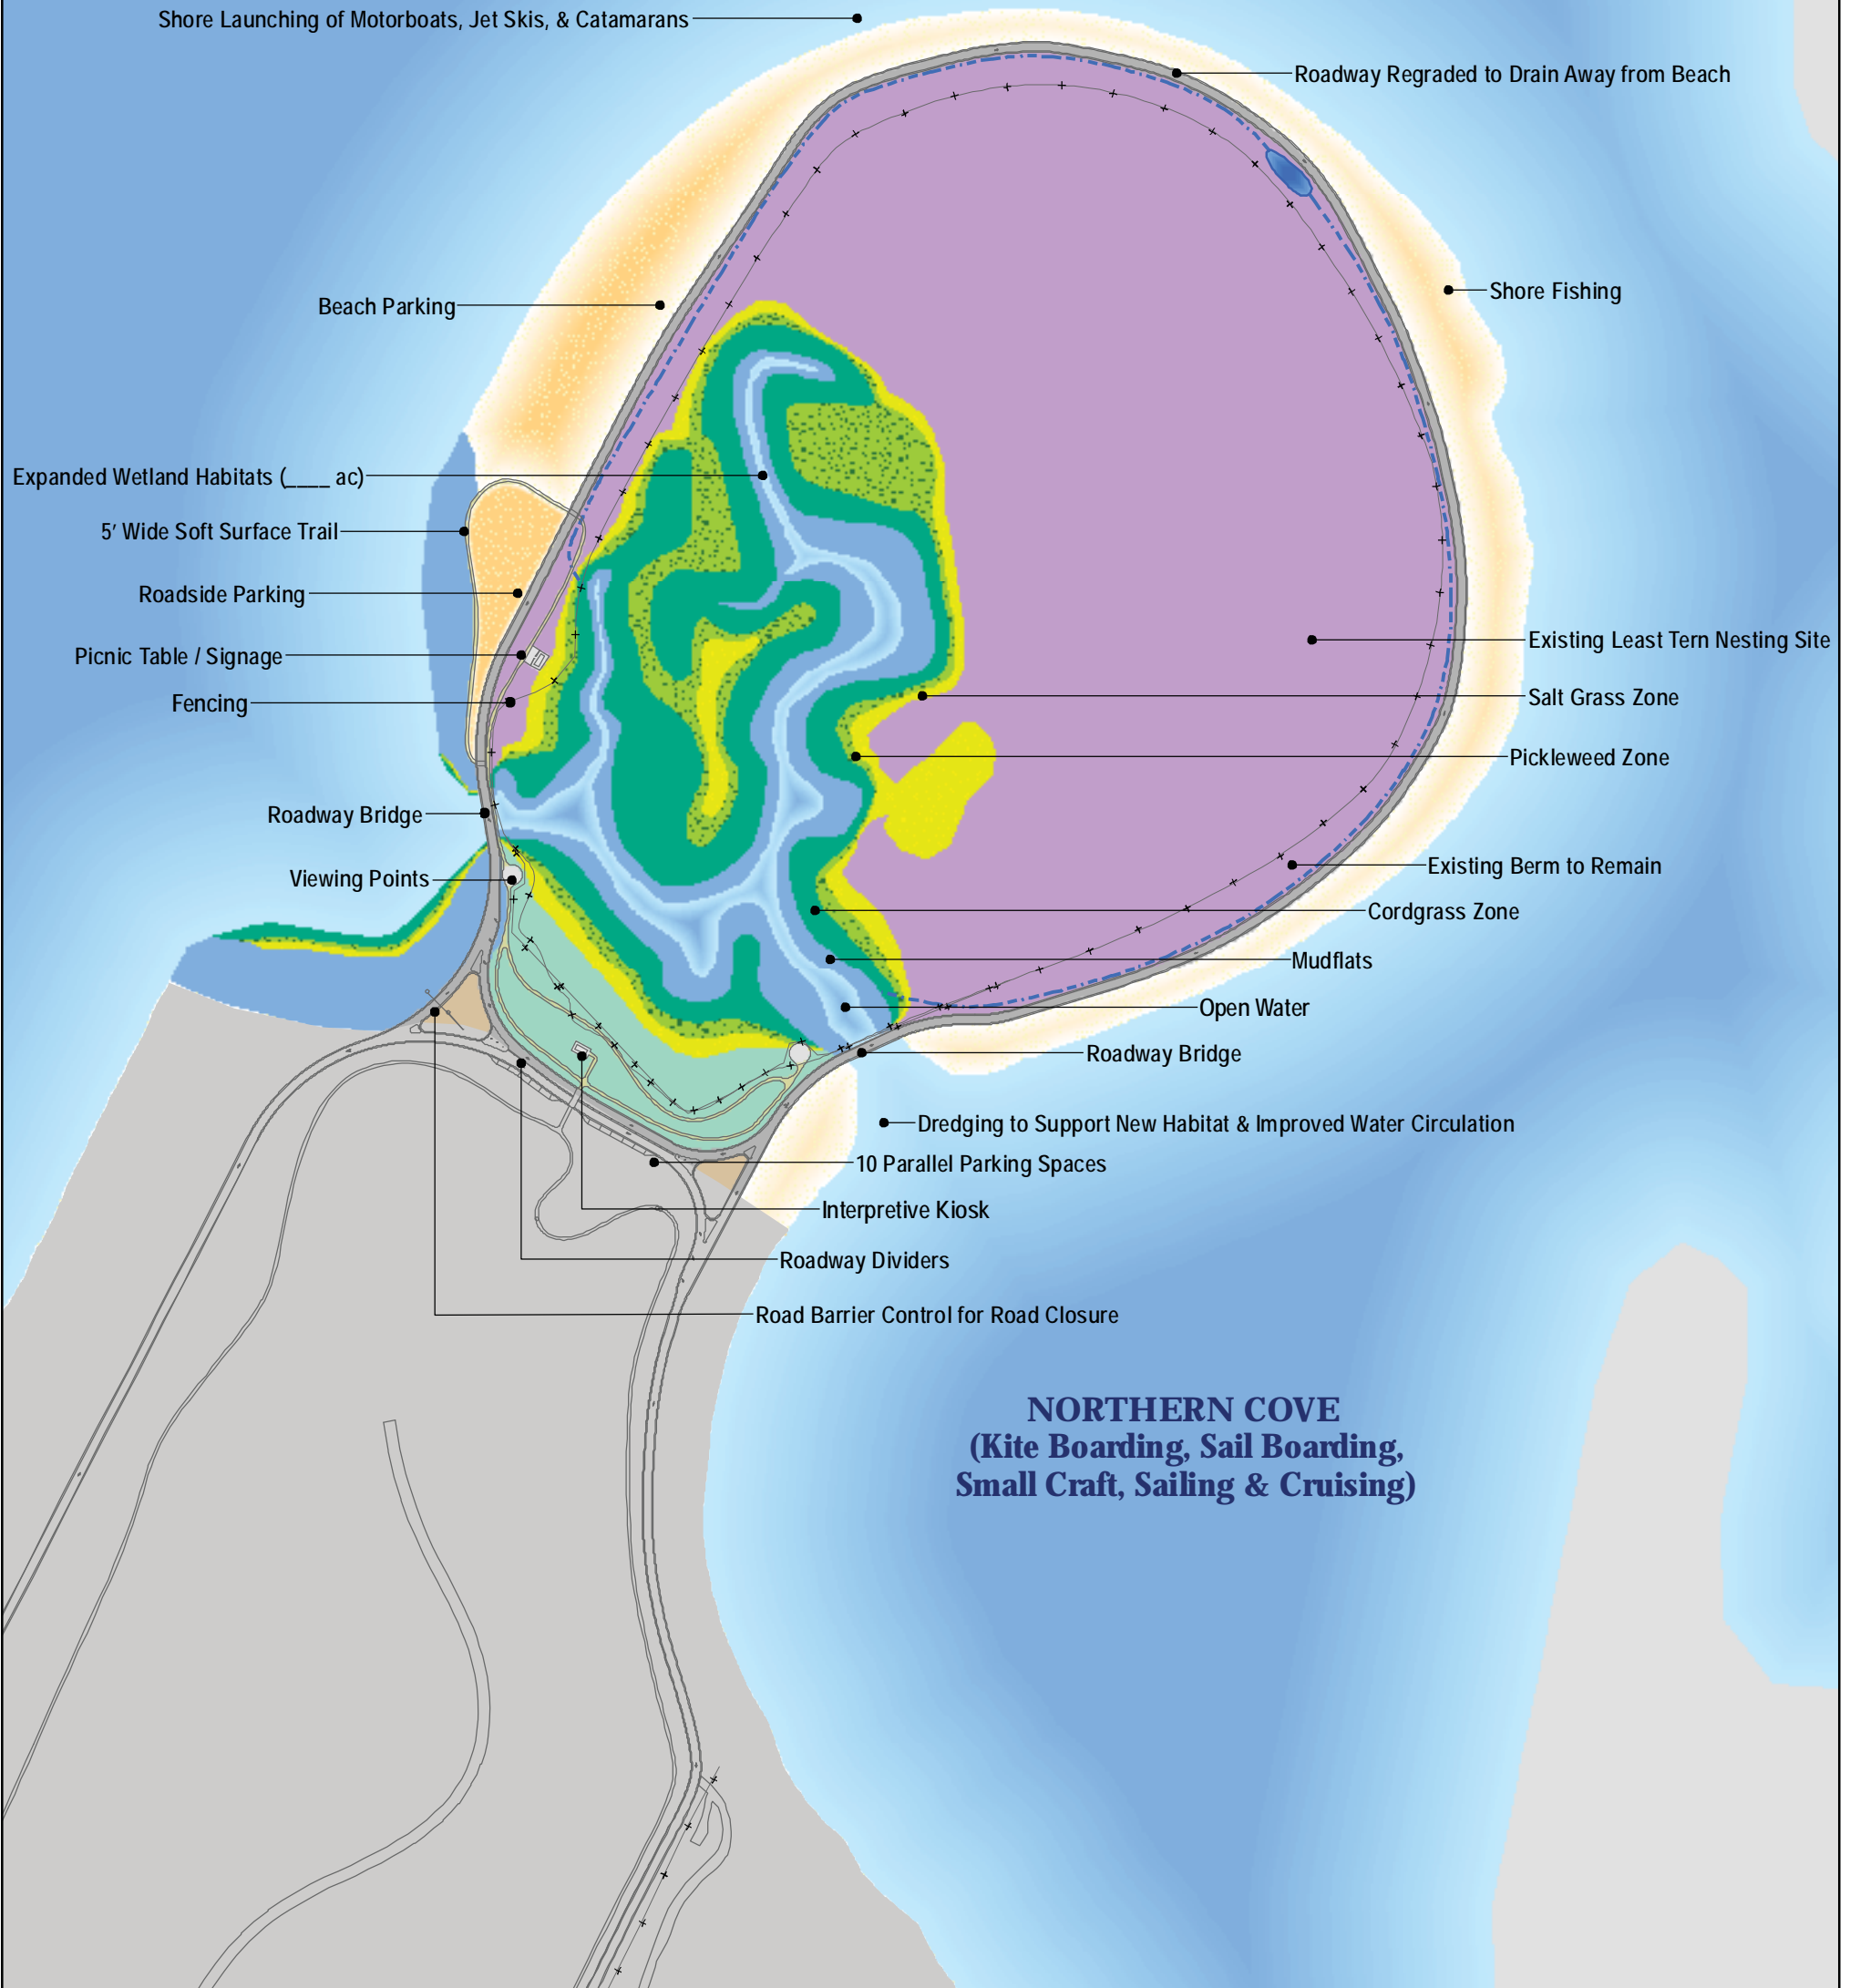 Shore Launching of Motorboats, Jet Skis, & Catamarans
Roadway Regraded to Drain Away from Beach
Shore Fishing
Beach Parking
Expanded Wetland Habitats (____ ac)
5' Wide Soft Surface Trail
Roadside Parking
Existing Least Tern Nesting Site
Picnic Table / Signage
Salt Grass Zone
Fencing
Pickleweed Zone
Roadway Bridge
Existing Berm to Remain
Viewing Points
Cordgrass Zone
Mudflats
Open Water
Roadway Bridge
Dredging to Support New Habitat & Improved Water Circulation
10 Parallel Parking Spaces
Interpretive Kiosk
Roadway Dividers
Road Barrier Control for Road Closure
NORTHERN COVE
(Kite Boarding, Sail Boarding,
Small Craft, Sailing & Cruising)